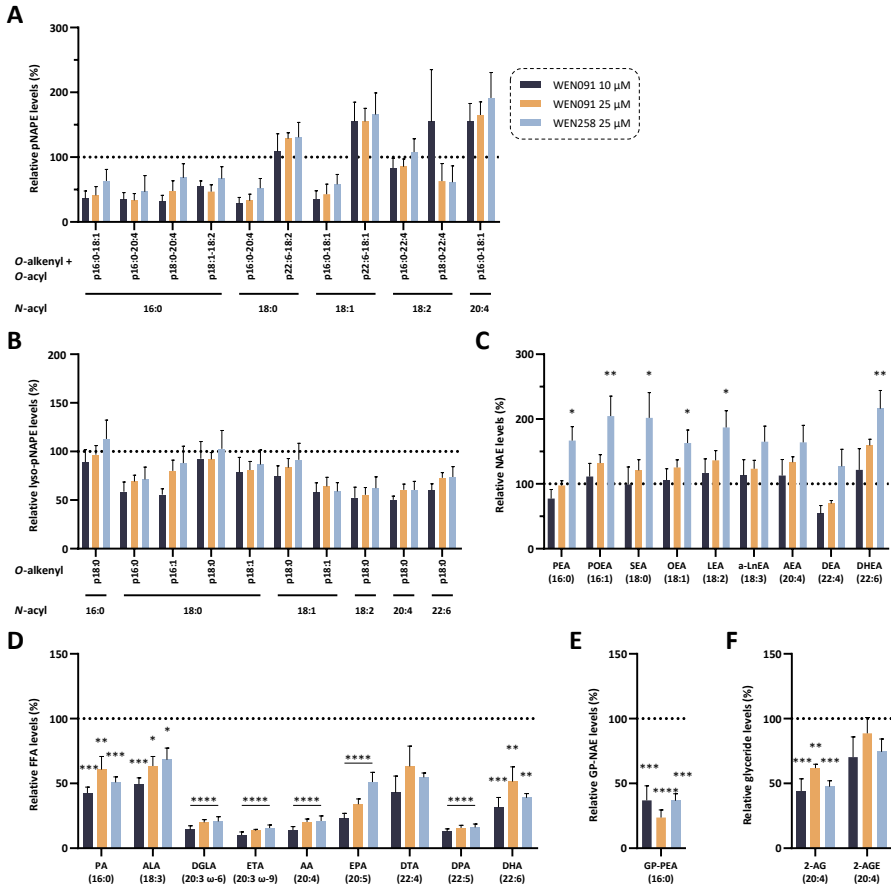 A
Relative pNAPE levels (%)
300
200
100
0
WEN091 10 µM
WEN091 25 µM
WEN258 25 µM
O-alkenyl +
O-acyl
p16:0-18:1
p16:0-20:4
p18:0-20:4
p18:1-18:2
p16:0-20:4
p22:6-18:2
p16:0-18:1
p22:6-18:1
p16:0-22:4
p18:0-22:4
p16:0-18:1
N-acyl
16:0
18:0
18:1
18:2
20:4
B
Relative lyso-pNAPE levels (%)
200
150
100
50
0
O-alkenyl
p18:0
p16:0
p16:1
p18:0
p18:1
p18:0
p18:1
p18:0
p18:0
p18:0
N-acyl
16:0
18:0
18:1
18:2
20:4
22:6
C
Relative NAE levels (%)
300
200
100
0
*
**
*
*
*
**
PEA
(16:0)
POEA
(16:1)
SEA
(18:0)
OEA
(18:1)
LEA
(18:2)
a-LnEA
(18:3)
AEA
(20:4)
DEA
(22:4)
DHEA
(22:6)
D
Relative FFA levels (%)
150
100
50
0
***
**
***
***
*
*
****
****
****
****
****
***
**
**
PA
(16:0)
ALA
(18:3)
DGLA
(20:3 ω-6)
ETA
(20:3 ω-9)
AA
(20:4)
EPA
(20:5)
DTA
(22:4)
DPA
(22:5)
DHA
(22:6)
E
Relative GP-NAE levels (%)
150
100
50
0
***
****
***
GP-PEA
(16:0)
F
Relative glyceride levels (%)
150
100
50
0
***
**
***
2-AG
(20:4)
2-AGE
(20:4)